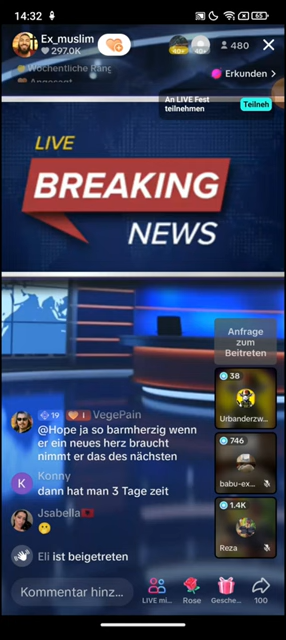 14:32
65
Ex_muslim
297.0K
40+
480
Wöchentliche Rang
Erkunden >
An LIVE Fest
teilnehmen
Teilneh
LIVE
BREAKING
NEWS
Anfrage
zum
Beitreten
38
Urbanderzw...
19 i VegePain
@Hope ja so barmherzig wenn
er ein neues herz braucht
nimmt er das des nächsten
746
babu-ex...
K Konny
dann hat man 3 Tage zeit
Jsabella
1.4K
Reza
Eli ist beigetreten
Kommentar hinz...
LIVE mi...
Rose
Gesche...
100